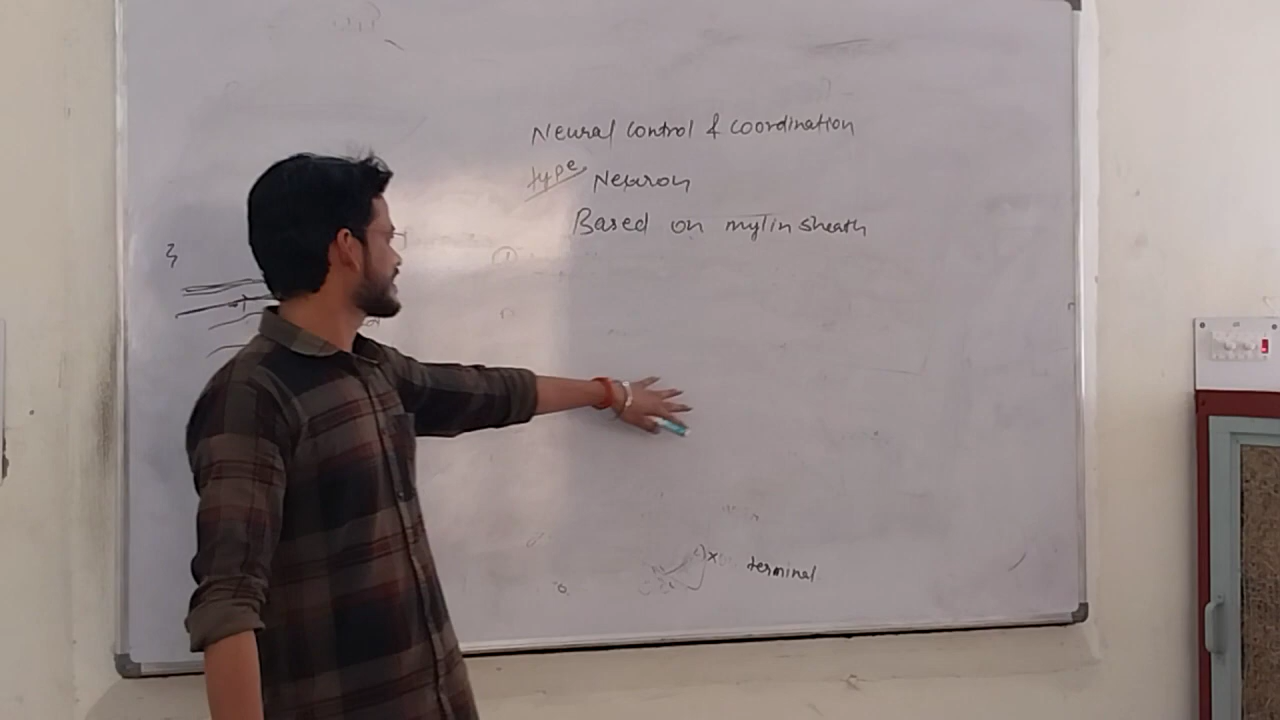 Neural control & coordination
type Neuron
Based on mylin sheath
terminal